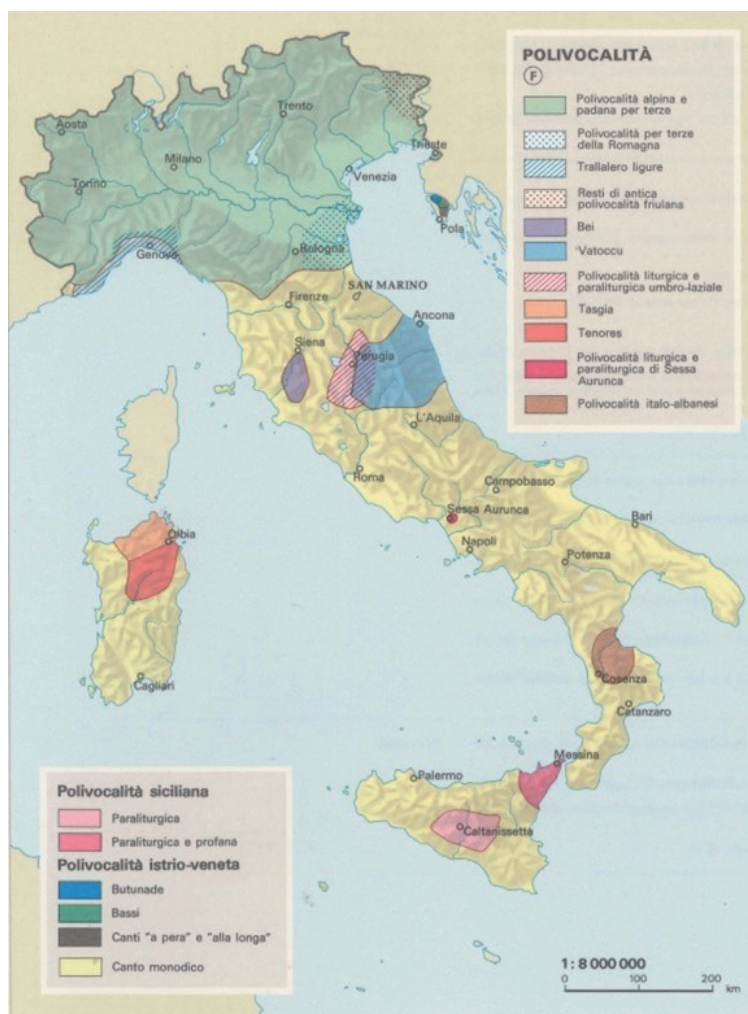 POLIVOCALITÀ
F
Polivocalità alpina e
padana per terze
Polivocalità per terze
della Romagna
Trallalero ligure
Resti di antica
polivocalità friulana
Bei
Vatoccu
Polivocalità liturgica e
paraliturgica umbro-laziale
Tasgia
Tenores
Polivocalità liturgica e
paraliturgica di Sessa
Aurunca
Polivocalità italo-albanesi
Aosta
Trento
Trieste
Milano
Venezia
Torino
Pola
Genova
Bologna
SAN MARINO
Firenze
Ancona
Siena
Perugia
L'Aquila
Roma
Campobasso
Sessa Aurunca
Bari
Olbia
Napoli
Potenza
Cagliari
Cosenza
Catanzaro
Messina
Palermo
Caltanissetta
Polivocalità siciliana
Paraliturgica
Paraliturgica e profana
Polivocalità istrio-veneta
Butunade
Bassi
Canti "a pera" e "alla longa"
Canto monodico
1:8 000 000
0 100 200
km